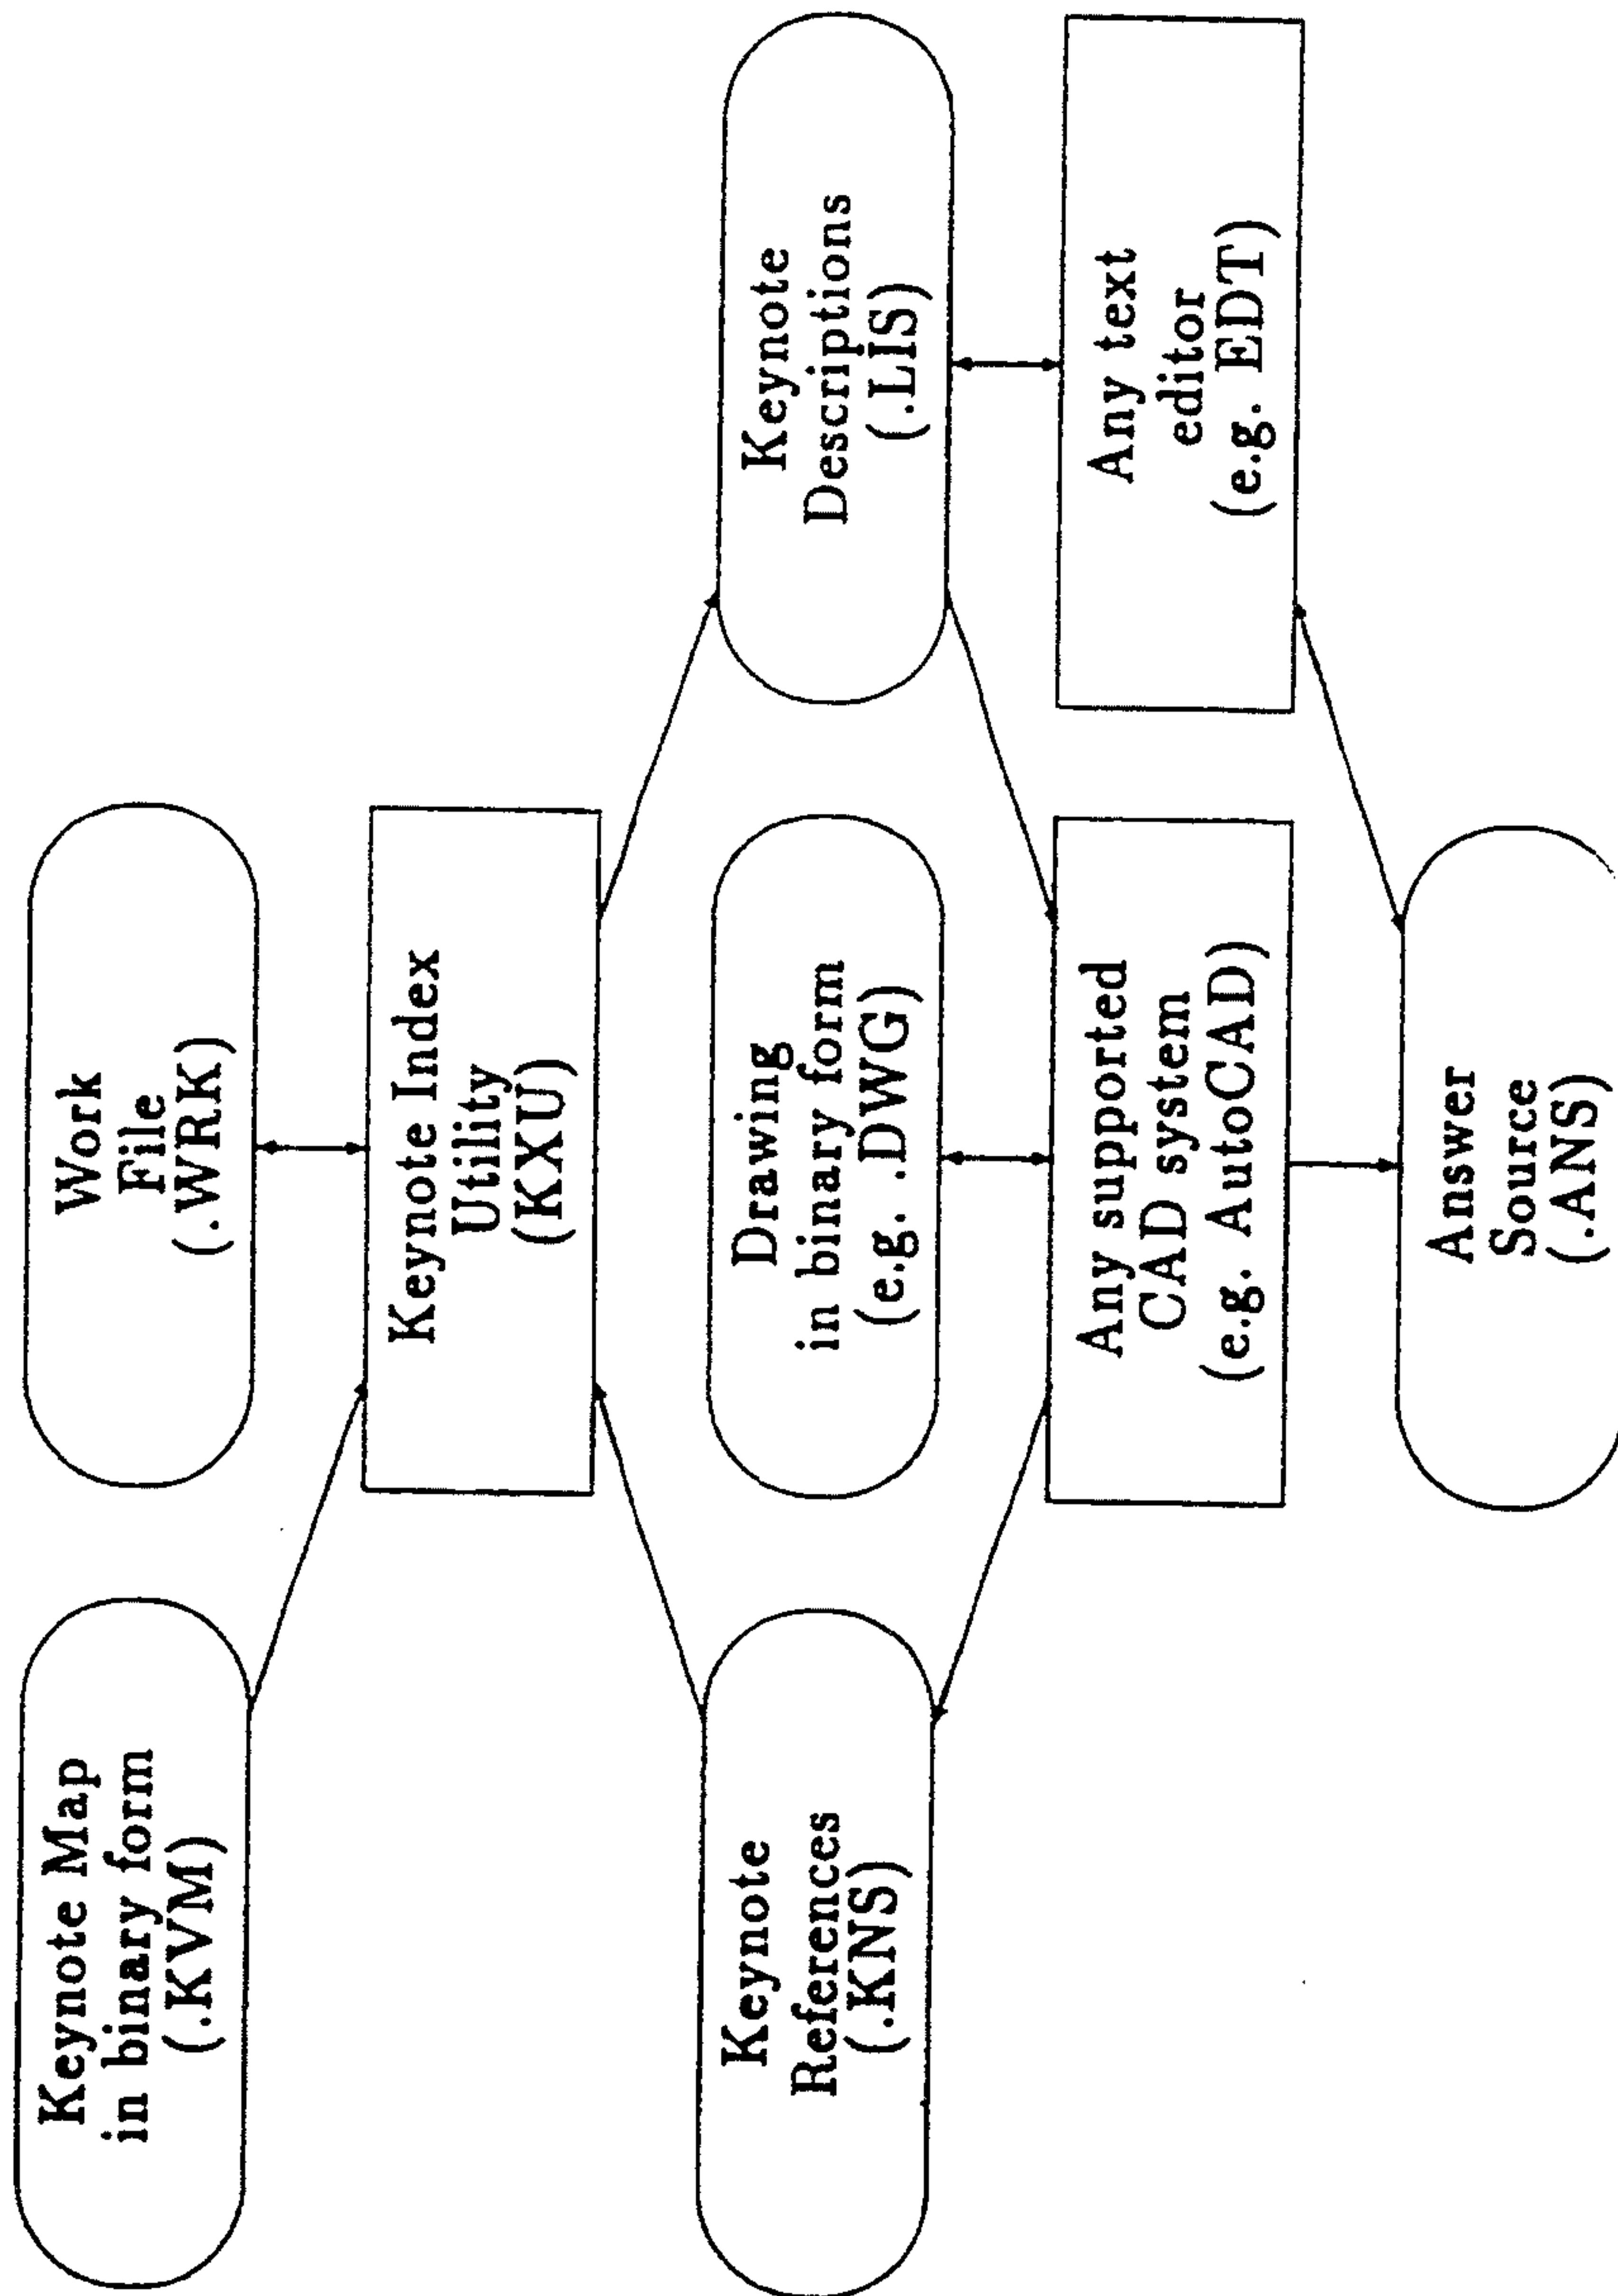 Keynote Map
in binary form
(.KVM)
Work
File
(.WRK)
Keynote Index
Utility
(KXU)
Keynote
References
(.KNS)
Drawing
in binary form
(e.g. .DWG)
Keynote
Descriptions
(.LIS)
Any supported
CAD system
(e.g. AutoCAD)
Any text
editor
(e.g. EDT)
Answer
Source
(.ANS)